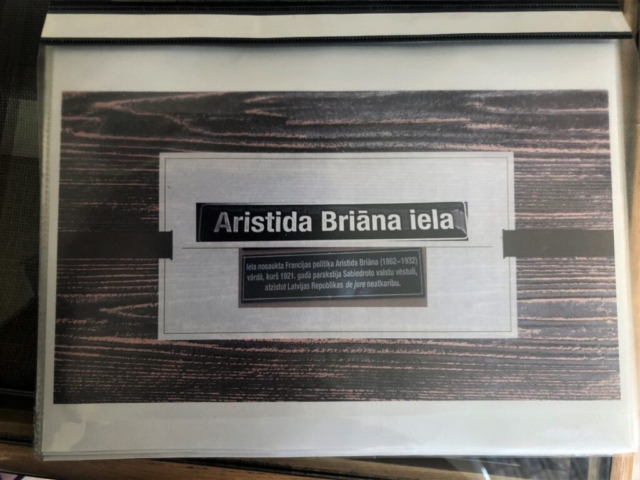 Aristida Briāna iela
Iela nosaukta Francijas politiķa Aristida Briāna (1862–1932)
vārdā, kurš 1921. gadā parakstīja Sabiedroto valstu vēstuli,
atzīstot Latvijas Republikas de jure neatkarību.